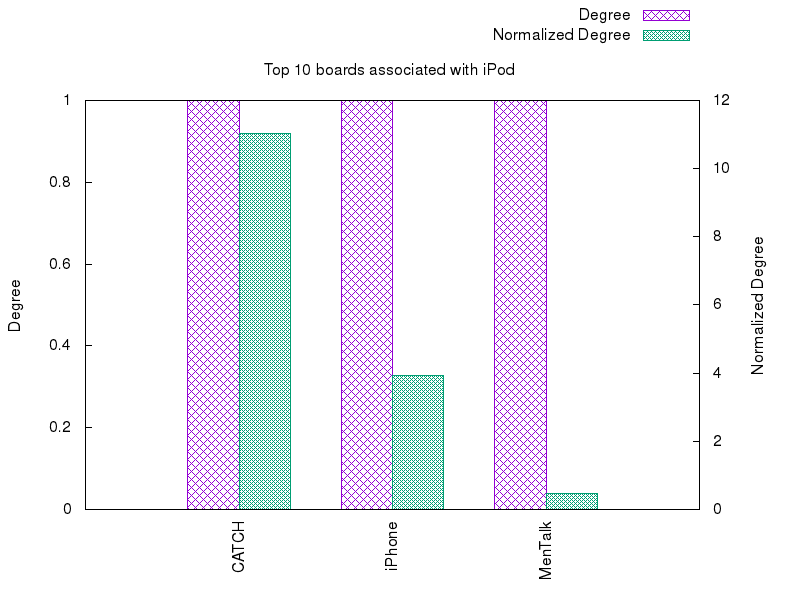 Degree
Normalized Degree
Top 10 boards associated with iPod
1
0.8
0.6
0.4
0.2
0
12
10
8
6
4
2
0
Degree
Normalized Degree
CATCH
iPhone
MenTalk